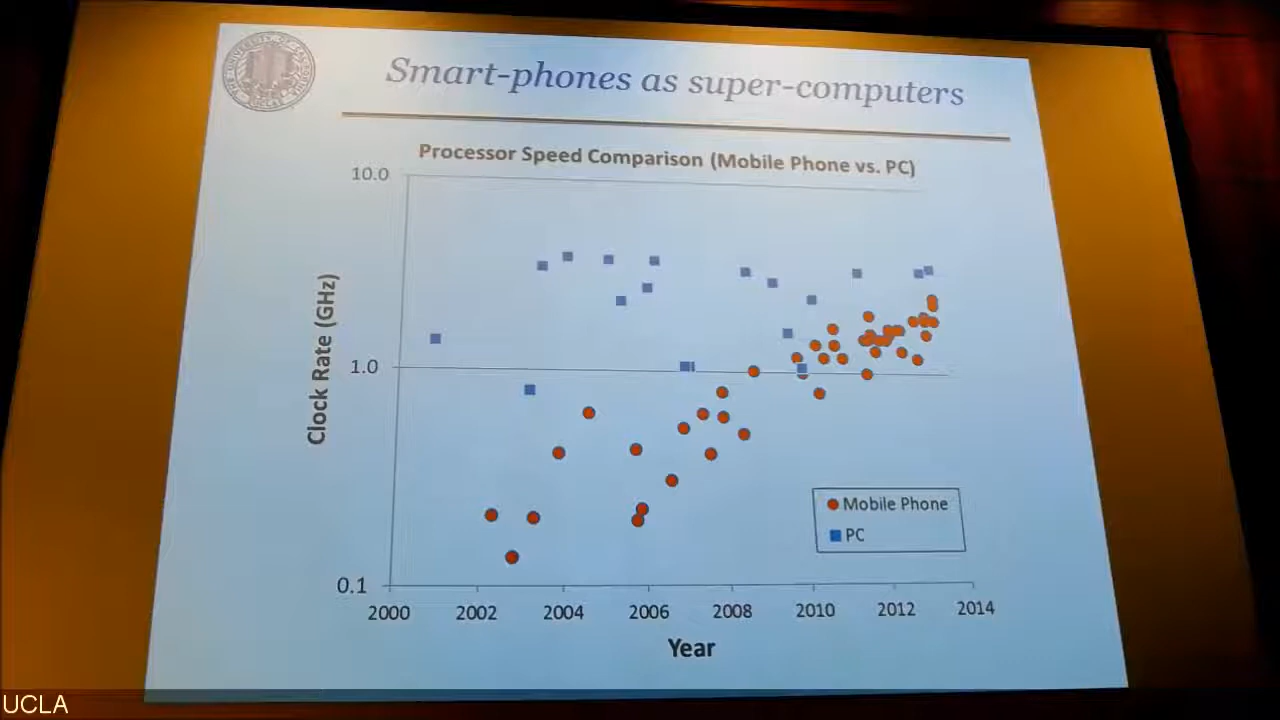 Smart-phones as super-computers
Processor Speed Comparison (Mobile Phone vs. PC)
10.0
1.0
0.1
Clock Rate (GHz)
2000 2002 2004 2006 2008 2010 2012 2014
Year
Mobile Phone
PC
UCLA